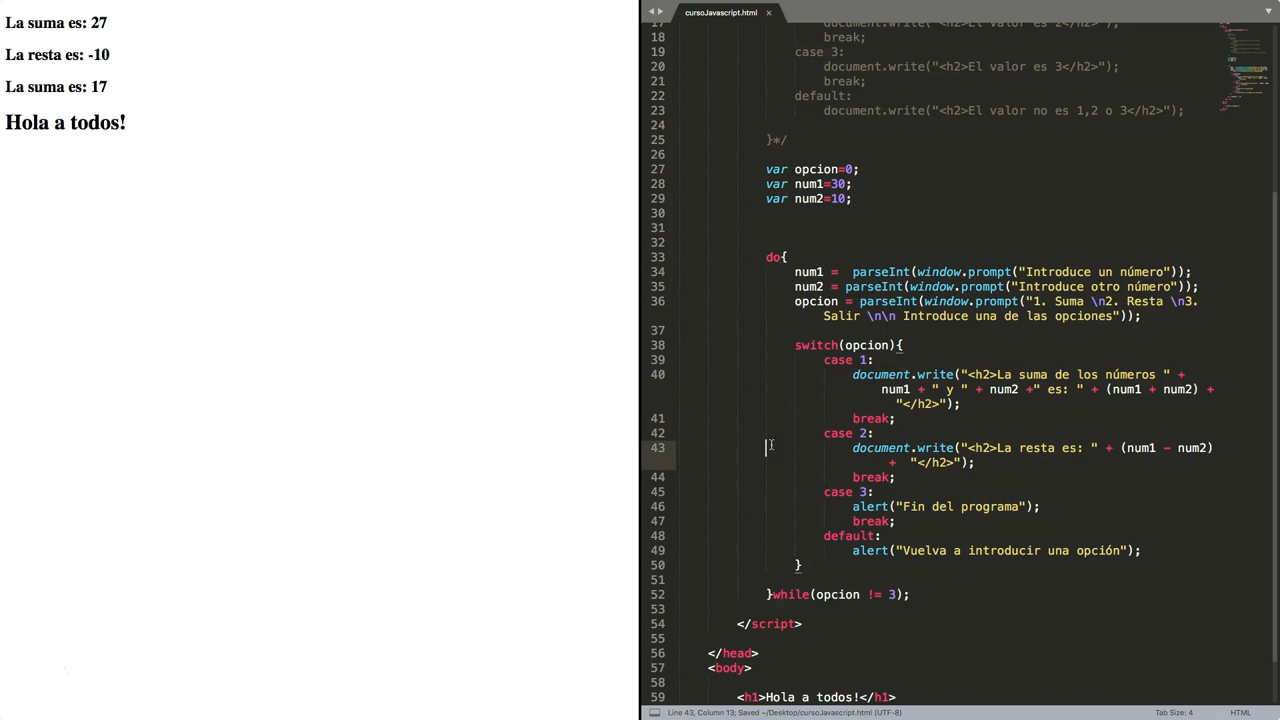 La suma es: 27
La resta es: -10
La suma es: 17
Hola a todos!
cursoJavascript.html ×
17 document.write("<h2>El valor es 2</h2>");
18 break;
19 case 3:
20 document.write("<h2>El valor es 3</h2>");
21 break;
22 default:
23 document.write("<h2>El valor no es 1,2 o 3</h2>");
24
25 }*/
26
27 var opcion=0;
28 var num1=30;
29 var num2=10;
30
31
32
33 do{
34 num1 =  parseInt(window.prompt("Introduce un número"));
35 num2 = parseInt(window.prompt("Introduce otro número"));
36 opcion = parseInt(window.prompt("1. Suma \n2. Resta \n3.
Salir \n\n Introduce una de las opciones"));
37
38 switch(opcion){
39 case 1:
40 document.write("<h2>La suma de los números " +
num1 + " y " + num2 +" es: " + (num1 + num2) +
"</h2>");
41 break;
42 case 2:
43 document.write("<h2>La resta es: " + (num1 - num2)
+  "</h2>");
44 break;
45 case 3:
46 alert("Fin del programa");
47 break;
48 default:
49 alert("Vuelva a introducir una opción");
50 }
51
52 }while(opcion != 3);
53
54 </script>
55
56 </head>
57 <body>
58
59 <h1>Hola a todos!</h1>
Line 43, Column 13; Saved ~/Desktop/cursoJavascript.html (UTF-8) Tab Size: 4 HTML